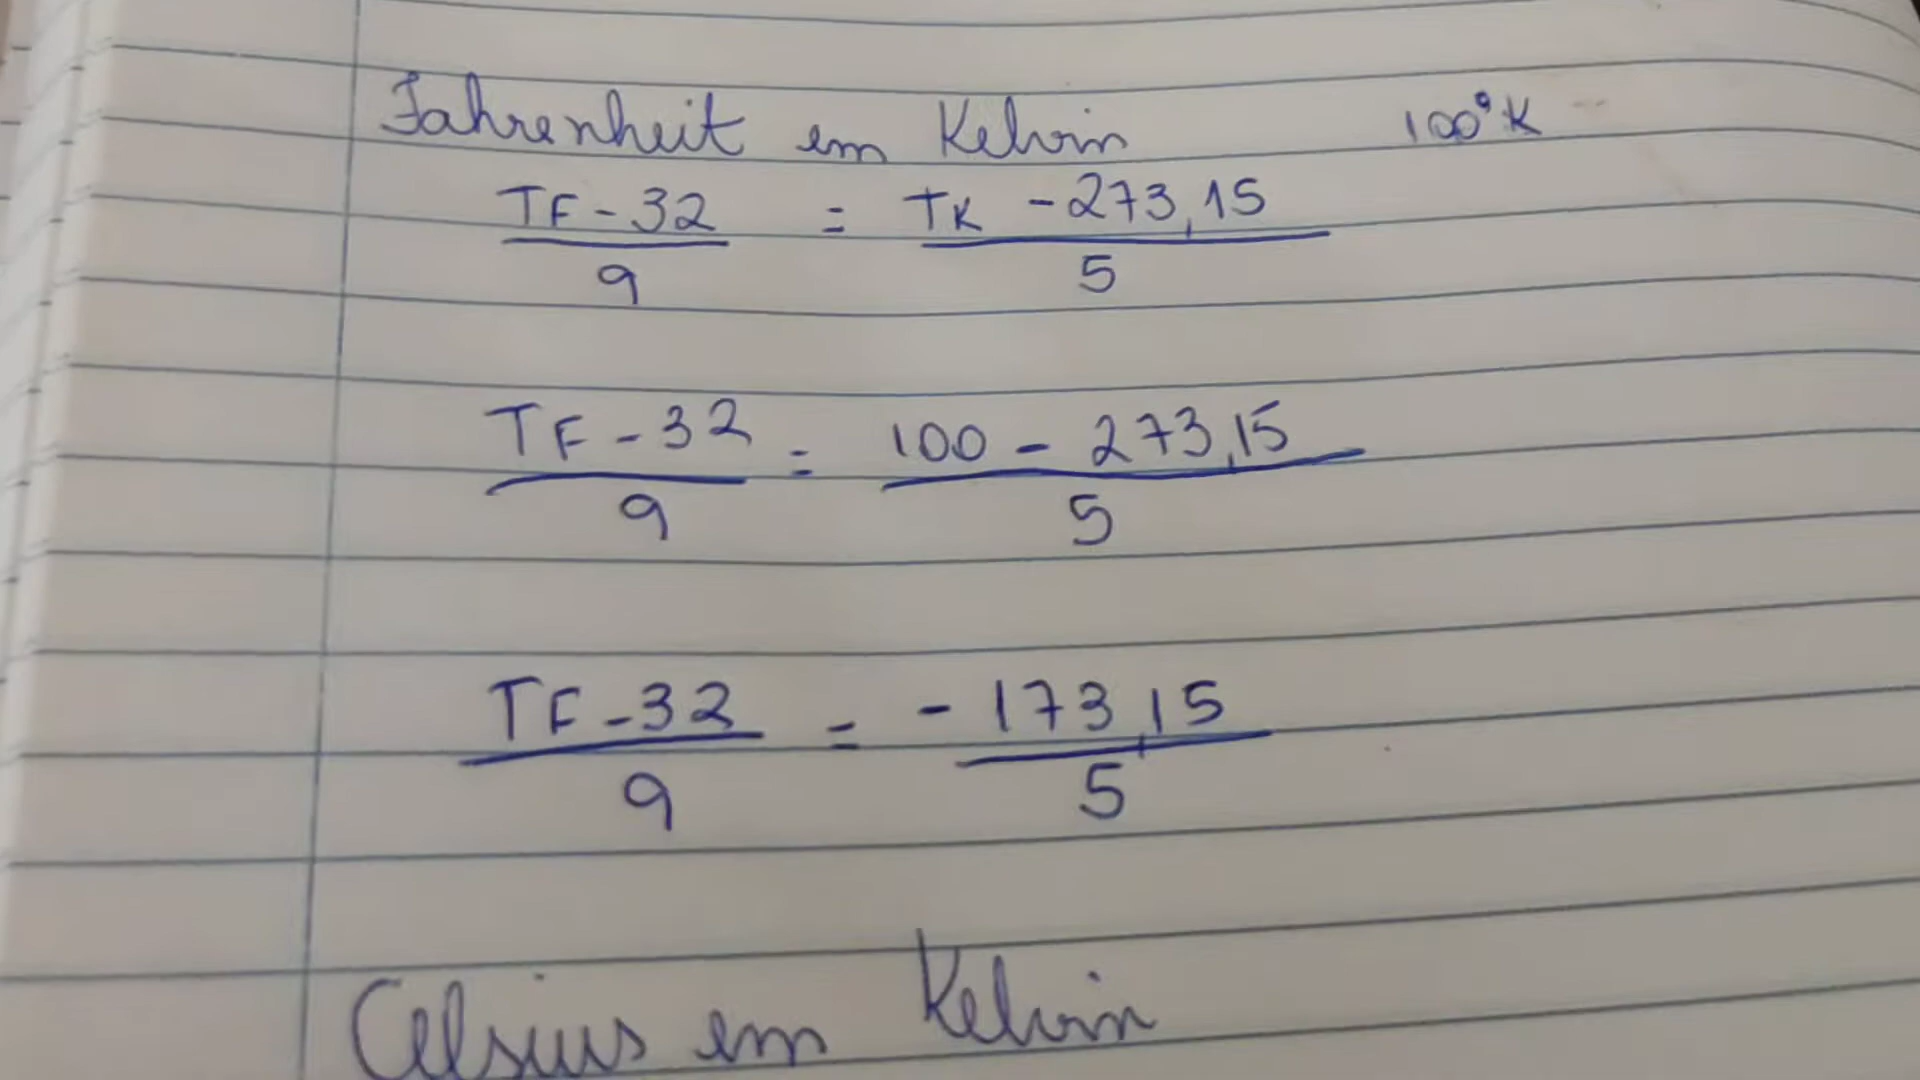 Fahrenheit em Kelvin 100°K
TF - 32 = TK - 273,15
9 5
TF - 32 = 100 - 273,15
9 5
TF - 32 = - 173,15
9 5
Celsius em Kelvin